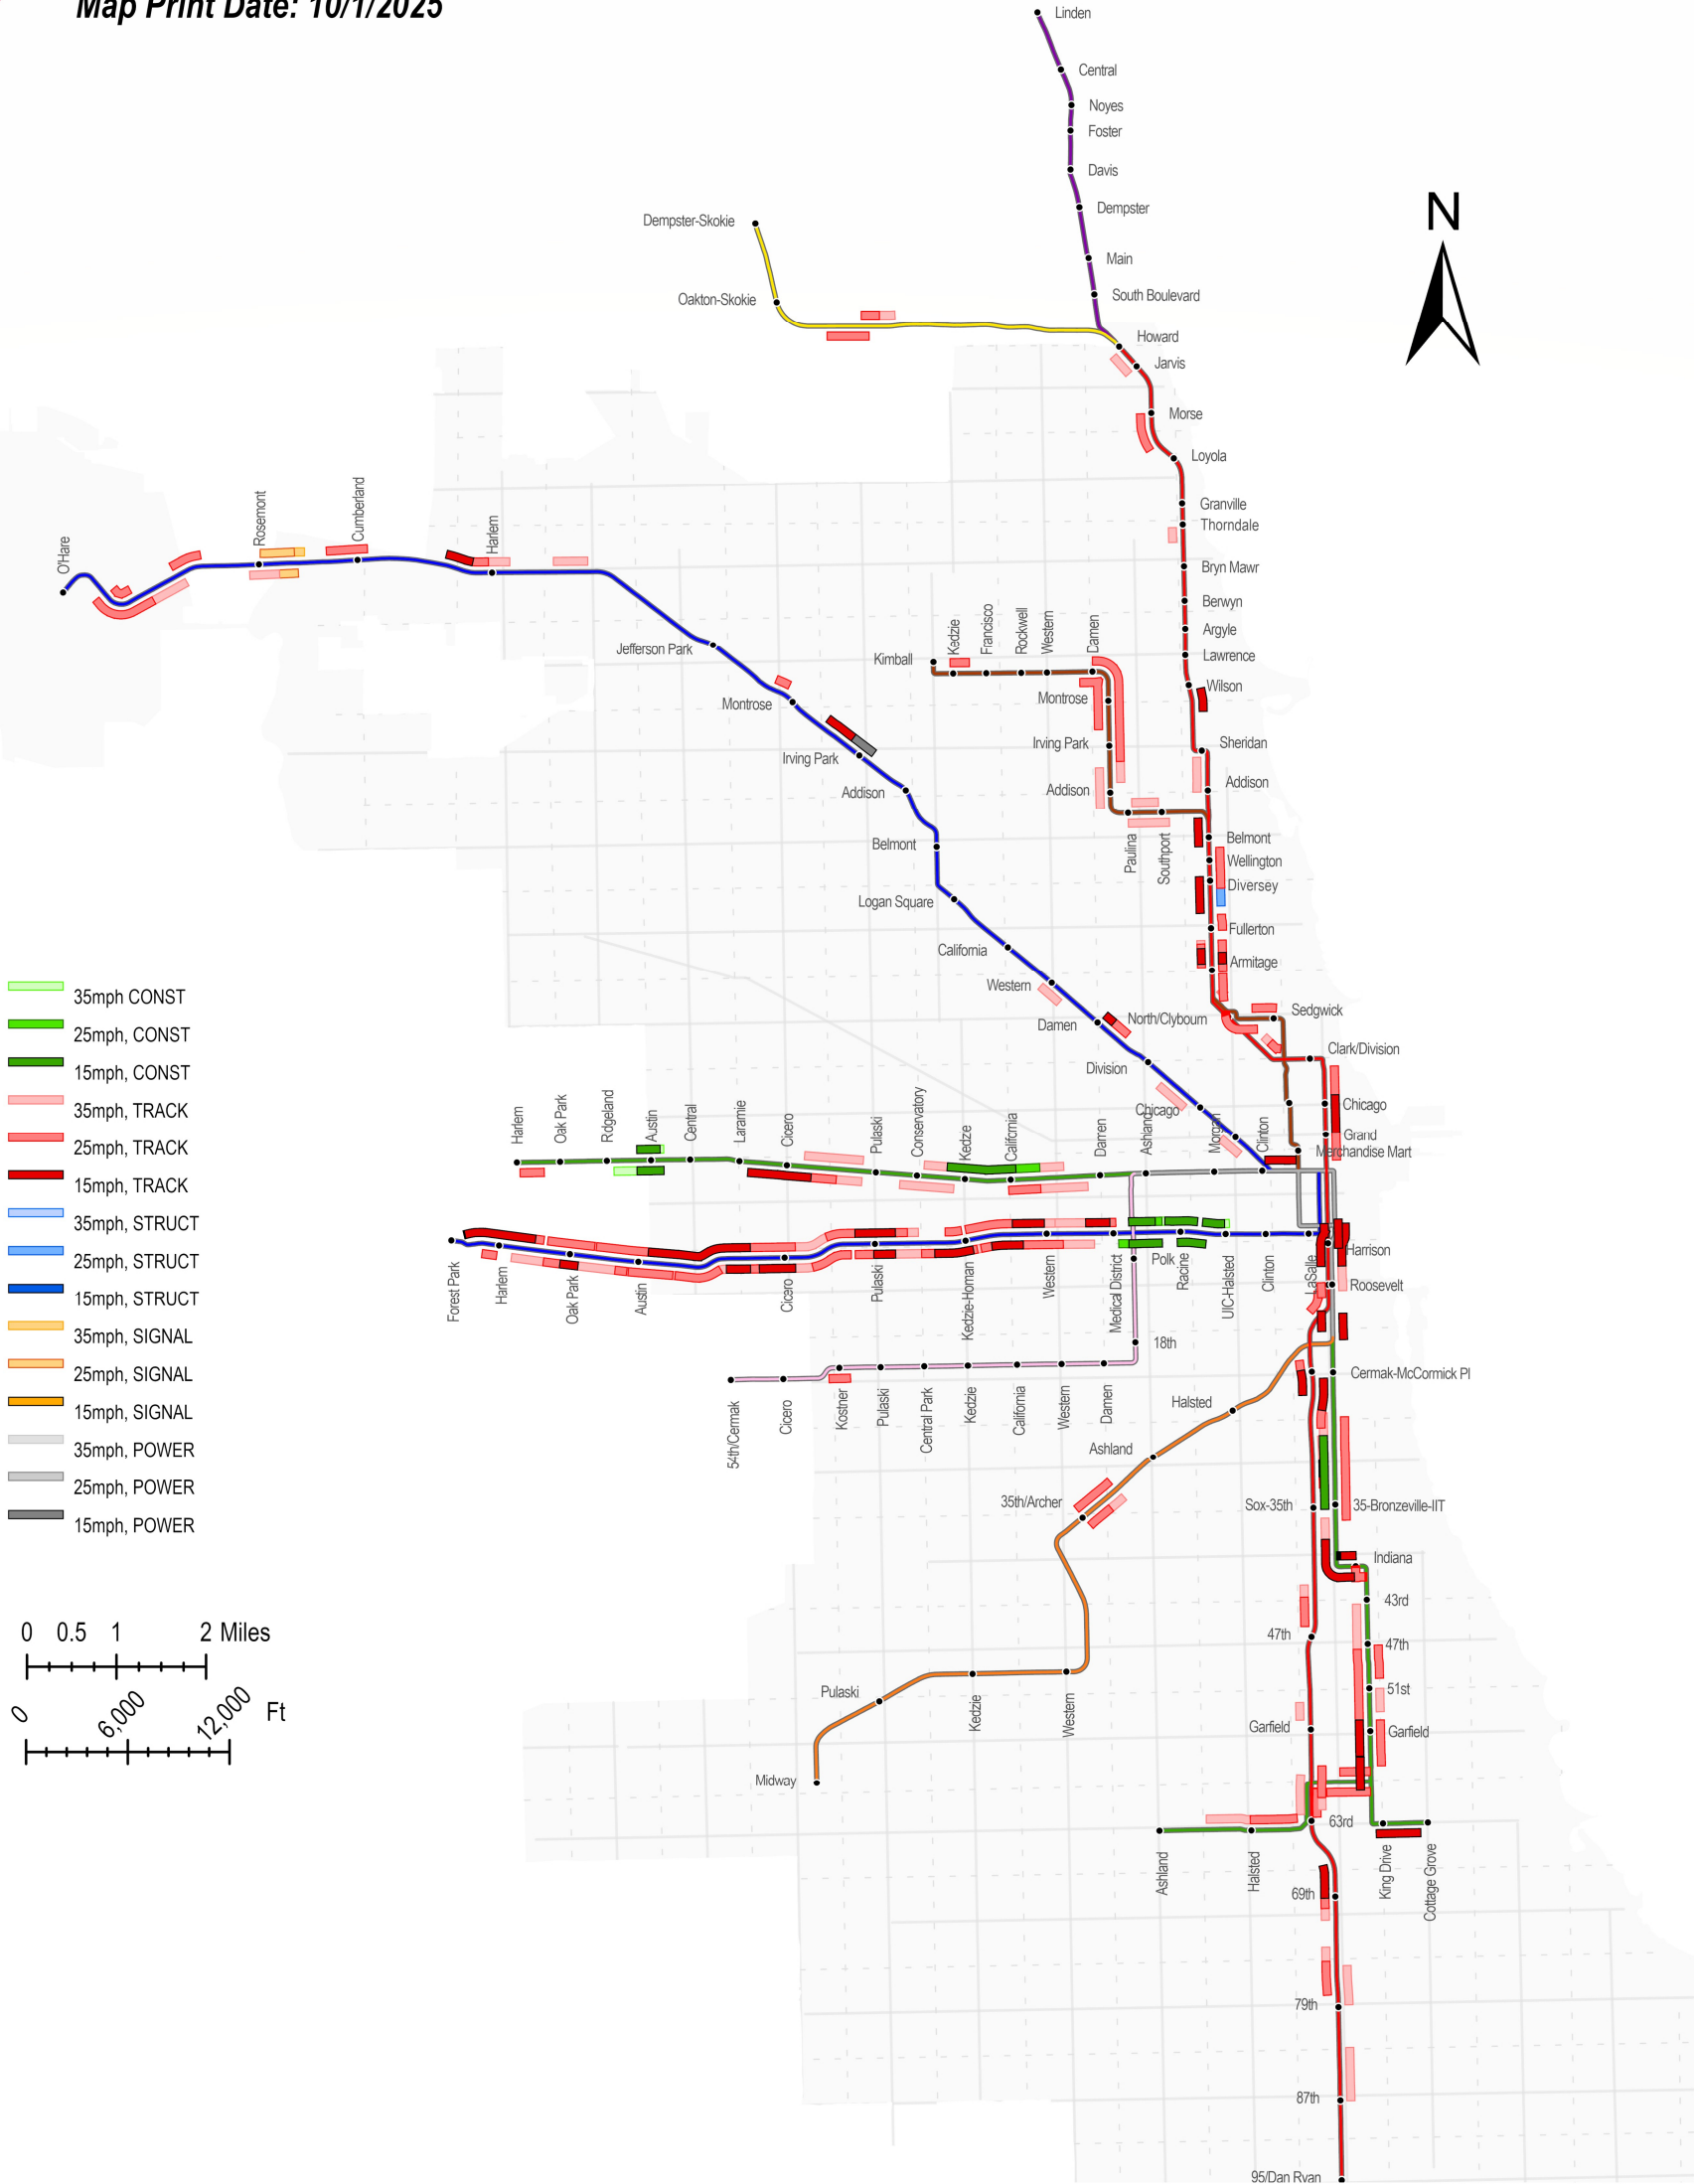 Map Print Date: 10/1/2025
Linden
Central
Noyes
Foster
Davis
Dempster
Main
South Boulevard
Dempster-Skokie
Oakton-Skokie
N
Howard
Jarvis
Morse
Loyola
Granville
Thorndale
Bryn Mawr
Berwyn
Argyle
Lawrence
Wilson
Sheridan
Addison
Belmont
Wellington
Diversey
Fullerton
Armitage
Sedgwick
North/Clybourn
Clark/Division
Chicago
Grand
Merchandise Mart
O'Hare
Rosemont
Cumberland
Harlem
Jefferson Park
Montrose
Irving Park
Addison
Belmont
Logan Square
California
Western
Damen
Division
Chicago
Kimball
Kedzie
Francisco
Rockwell
Western
Damen
Montrose
Irving Park
Addison
Paulina
Southport
Harlem
Oak Park
Rdgeland
Austin
Central
Laramie
Cicero
Pulaski
Conservatory
Kedzie
California
Darren
Ashland
Morgan
Clinton
Forest Park
Harlem
Oak Park
Austin
Cicero
Pulaski
Kedzie-Homan
Western
Medical District
Polk
Racine
UIC-Halsted
Clinton
LaSalle
Harrison
Roosevelt
18th
54th/Cermak
Cicero
Kostner
Pulaski
Central Park
Kedzie
California
Western
Damen
Cermak-McCormick Pl
Halsted
Ashland
35th/Archer
Sox-35th
35-Bronzeville-IIT
Indiana
43rd
47th
47th
51st
Garfield
Garfield
Pulaski
Kedzie
Western
Midway
63rd
Ashland
Halsted
King Drive
Cottage Grove
69th
79th
87th
95/Dan Ryan
35mph CONST
25mph, CONST
15mph, CONST
35mph, TRACK
25mph, TRACK
15mph, TRACK
35mph, STRUCT
25mph, STRUCT
15mph, STRUCT
35mph, SIGNAL
25mph, SIGNAL
15mph, SIGNAL
35mph, POWER
25mph, POWER
15mph, POWER
0 0.5 1 2 Miles
0 6,000 12,000 Ft